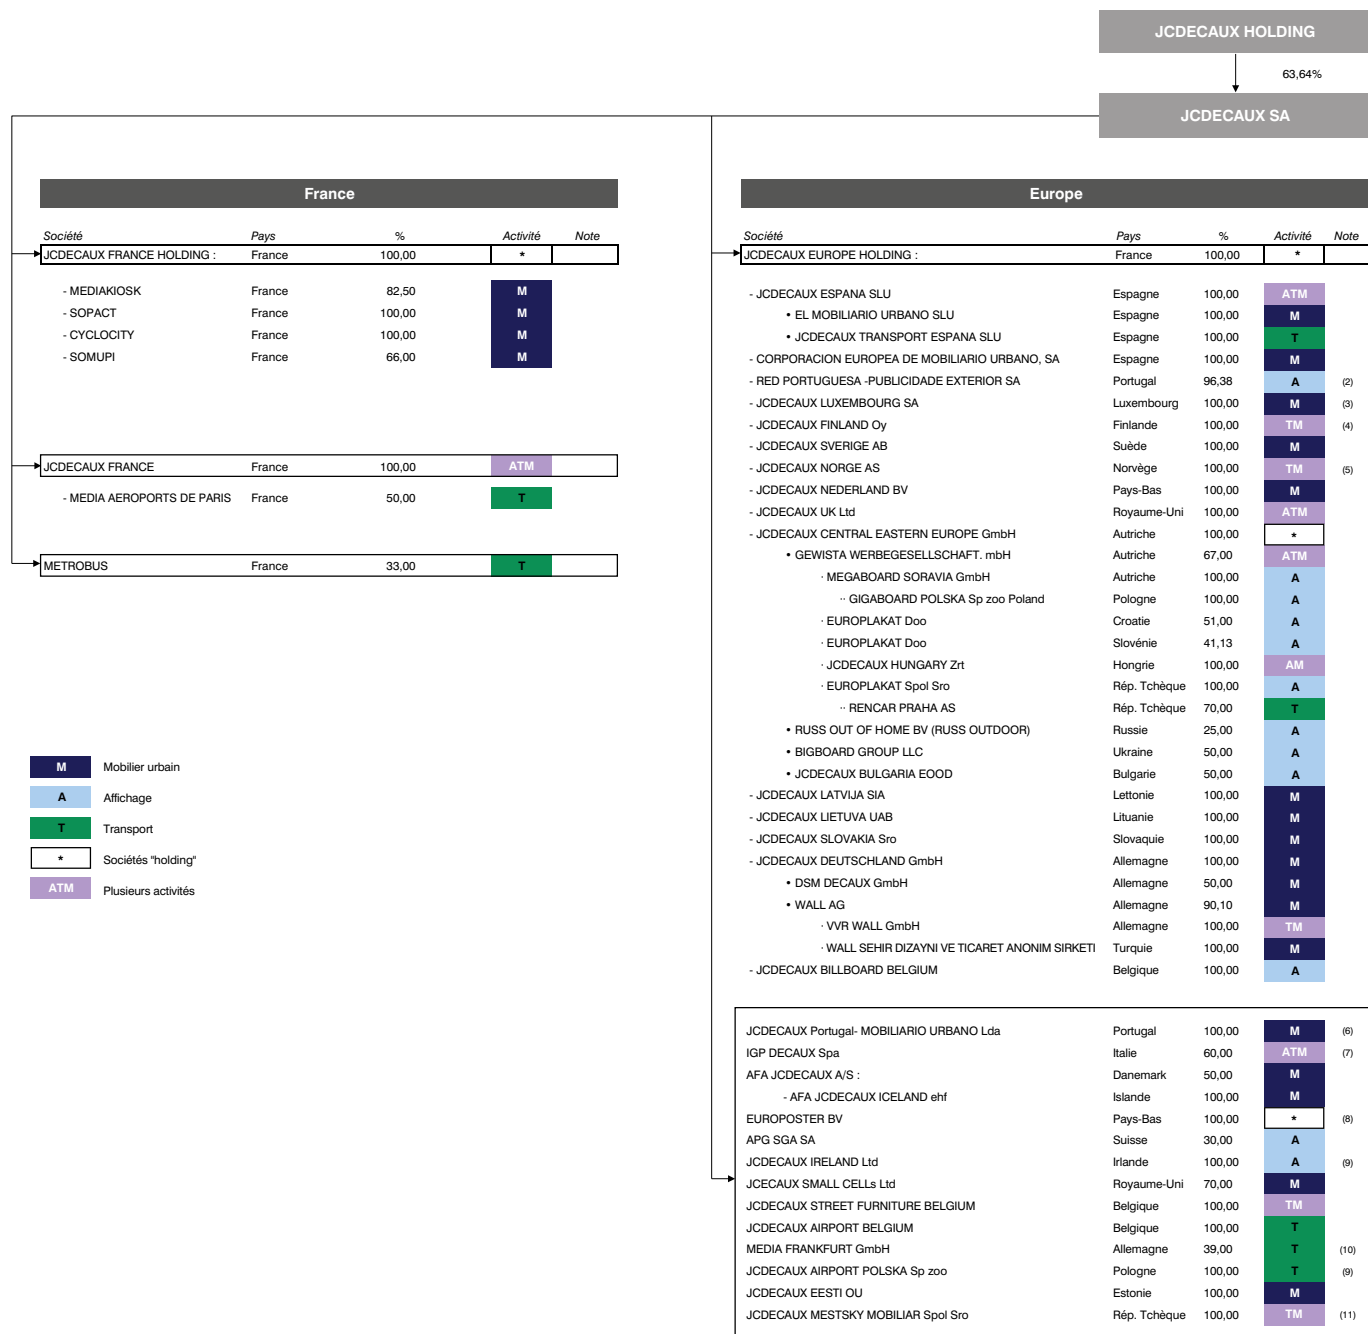 JCDECAUX HOLDING
63,64%
JCDECAUX SA
France
Société Pays % Activité Note
JCDECAUX FRANCE HOLDING : France 100,00 *
- MEDIAKIOSK France 82,50 M
- SOPACT France 100,00 M
- CYCLOCITY France 100,00 M
- SOMUPI France 66,00 M
JCDECAUX FRANCE France 100,00 ATM
- MEDIA AEROPORTS DE PARIS France 50,00 T
METROBUS France 33,00 T
M Mobilier urbain
A Affichage
T Transport
* Sociétés "holding"
ATM Plusieurs activités
Europe
Société Pays % Activité Note
JCDECAUX EUROPE HOLDING : France 100,00 *
- JCDECAUX ESPANA SLU Espagne 100,00 ATM
• EL MOBILIARIO URBANO SLU Espagne 100,00 M
• JCDECAUX TRANSPORT ESPANA SLU Espagne 100,00 T
- CORPORACION EUROPEA DE MOBILIARIO URBANO, SA Espagne 100,00 M
- RED PORTUGUESA -PUBLICIDADE EXTERIOR SA Portugal 96,38 A (2)
- JCDECAUX LUXEMBOURG SA Luxembourg 100,00 M (3)
- JCDECAUX FINLAND Oy Finlande 100,00 TM (4)
- JCDECAUX SVERIGE AB Suède 100,00 M
- JCDECAUX NORGE AS Norvège 100,00 TM (5)
- JCDECAUX NEDERLAND BV Pays-Bas 100,00 M
- JCDECAUX UK Ltd Royaume-Uni 100,00 ATM
- JCDECAUX CENTRAL EASTERN EUROPE GmbH Autriche 100,00 *
• GEWISTA WERBEGESELLSCHAFT. mbH Autriche 67,00 ATM
· MEGABOARD SORAVIA GmbH Autriche 100,00 A
·· GIGABOARD POLSKA Sp zoo Poland Pologne 100,00 A
· EUROPLAKAT Doo Croatie 51,00 A
· EUROPLAKAT Doo Slovénie 41,13 A
· JCDECAUX HUNGARY Zrt Hongrie 100,00 AM
· EUROPLAKAT Spol Sro Rép. Tchèque 100,00 A
·· RENCAR PRAHA AS Rép. Tchèque 70,00 T
• RUSS OUT OF HOME BV (RUSS OUTDOOR) Russie 25,00 A
• BIGBOARD GROUP LLC Ukraine 50,00 A
• JCDECAUX BULGARIA EOOD Bulgarie 50,00 A
- JCDECAUX LATVIJA SIA Lettonie 100,00 M
- JCDECAUX LIETUVA UAB Lituanie 100,00 M
- JCDECAUX SLOVAKIA Sro Slovaquie 100,00 M
- JCDECAUX DEUTSCHLAND GmbH Allemagne 100,00 M
• DSM DECAUX GmbH Allemagne 50,00 M
• WALL AG Allemagne 90,10 M
· VVR WALL GmbH Allemagne 100,00 TM
· WALL SEHIR DIZAYNI VE TICARET ANONIM SIRKETI Turquie 100,00 M
- JCDECAUX BILLBOARD BELGIUM Belgique 100,00 A
JCDECAUX Portugal- MOBILIARIO URBANO Lda Portugal 100,00 M (6)
IGP DECAUX Spa Italie 60,00 ATM (7)
AFA JCDECAUX A/S : Danemark 50,00 M
- AFA JCDECAUX ICELAND ehf Islande 100,00 M
EUROPOSTER BV Pays-Bas 100,00 * (8)
APG SGA SA Suisse 30,00 A
JCDECAUX IRELAND Ltd Irlande 100,00 A (9)
JCECAUX SMALL CELLs Ltd Royaume-Uni 70,00 M
JCDECAUX STREET FURNITURE BELGIUM Belgique 100,00 TM
JCDECAUX AIRPORT BELGIUM Belgique 100,00 T
MEDIA FRANKFURT GmbH Allemagne 39,00 T (10)
JCDECAUX AIRPORT POLSKA Sp zoo Pologne 100,00 T (9)
JCDECAUX EESTI OU Estonie 100,00 M
JCDECAUX MESTSKY MOBILIAR Spol Sro Rép. Tchèque 100,00 TM (11)